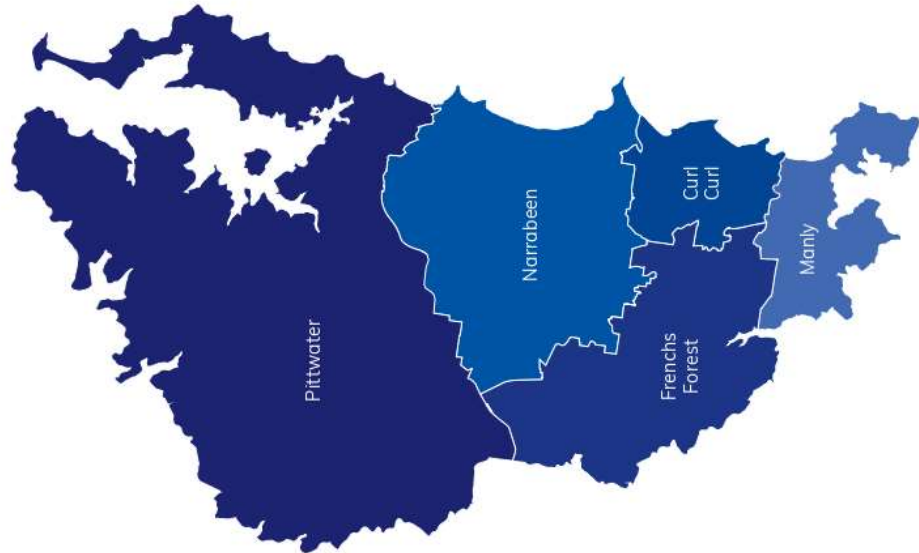 Pittwater
Narrabeen
Curl
Curl
Frenchs
Forest
Manly